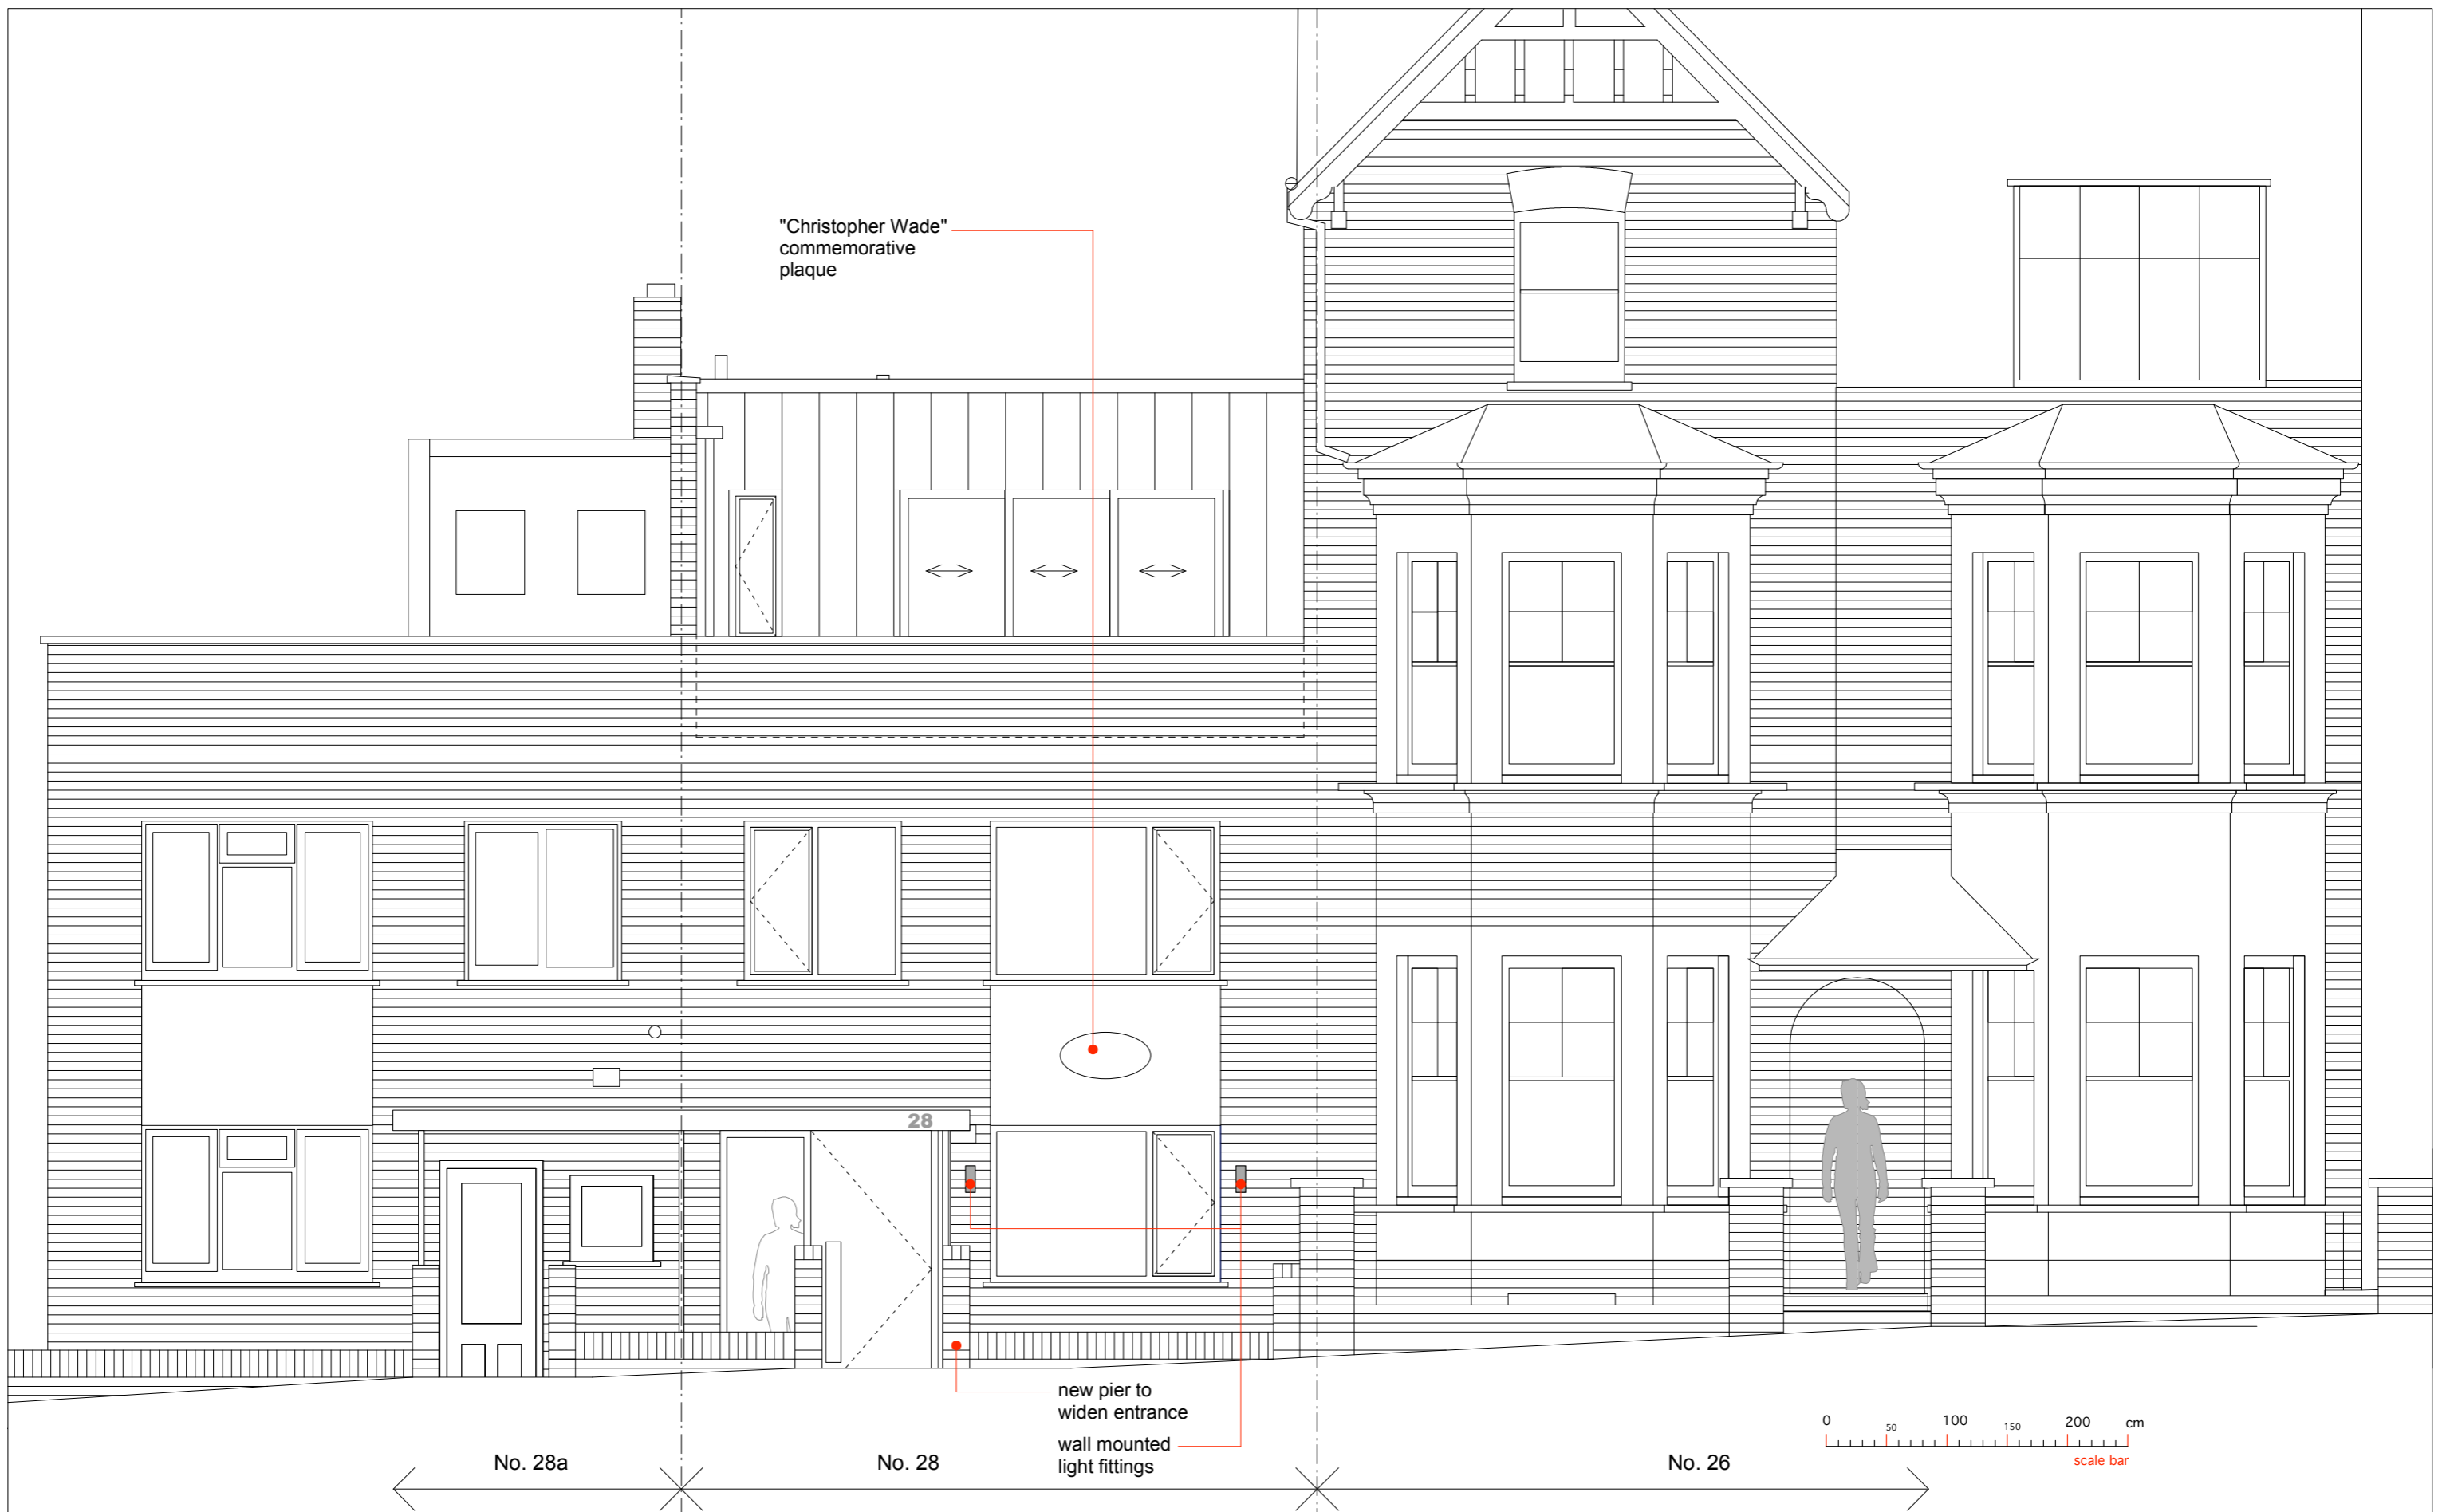 "Christopher Wade"
commemorative
plaque
28
new pier to
widen entrance
wall mounted
light fittings
0 50 100 150 200 cm
scale bar
No. 28a
No. 28
No. 26